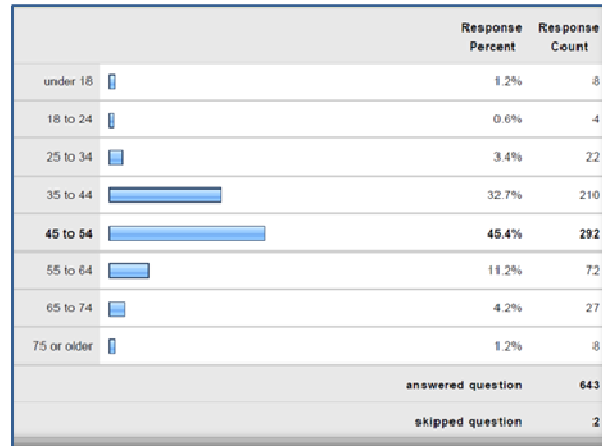 Response Response
Percent Count
under 18 1.2% 8
18 to 24 0.6% 4
25 to 34 3.4% 22
35 to 44 32.7% 210
45 to 54 45.4% 292
55 to 64 11.2% 72
65 to 74 4.2% 27
75 or older 1.2% 8
answered question 643
skipped question 2